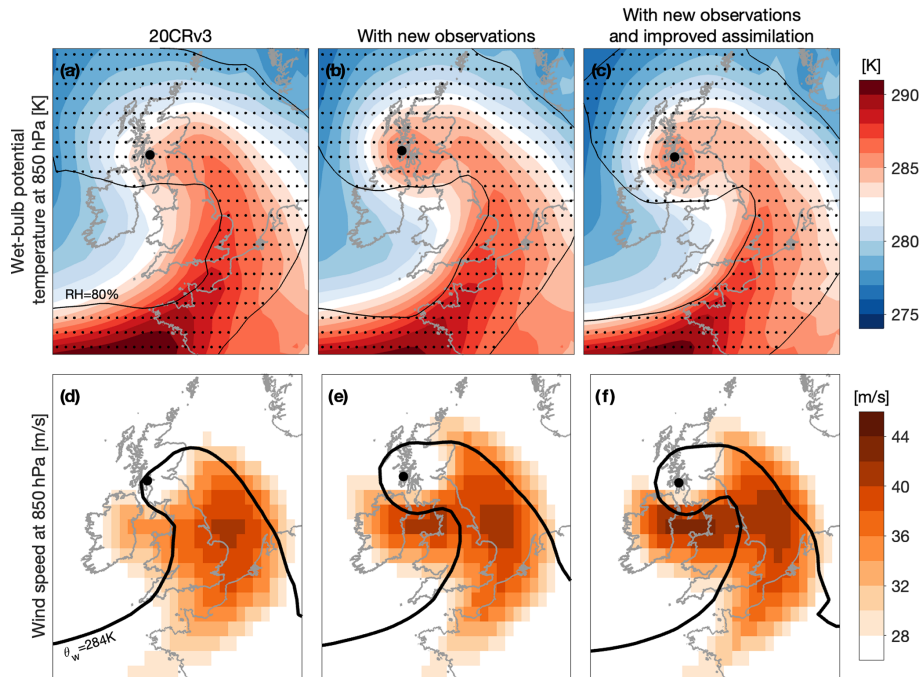 20CRv3
With new observations
With new observations
and improved assimilation
Wet-bulb potential
temperature at 850 hPa [K]
(a)
(b)
(c)
RH=80%
[K]
290
285
280
275
Wind speed at 850 hPa [m/s]
(d)
(e)
(f)
θw=284K
[m/s]
44
40
36
32
28